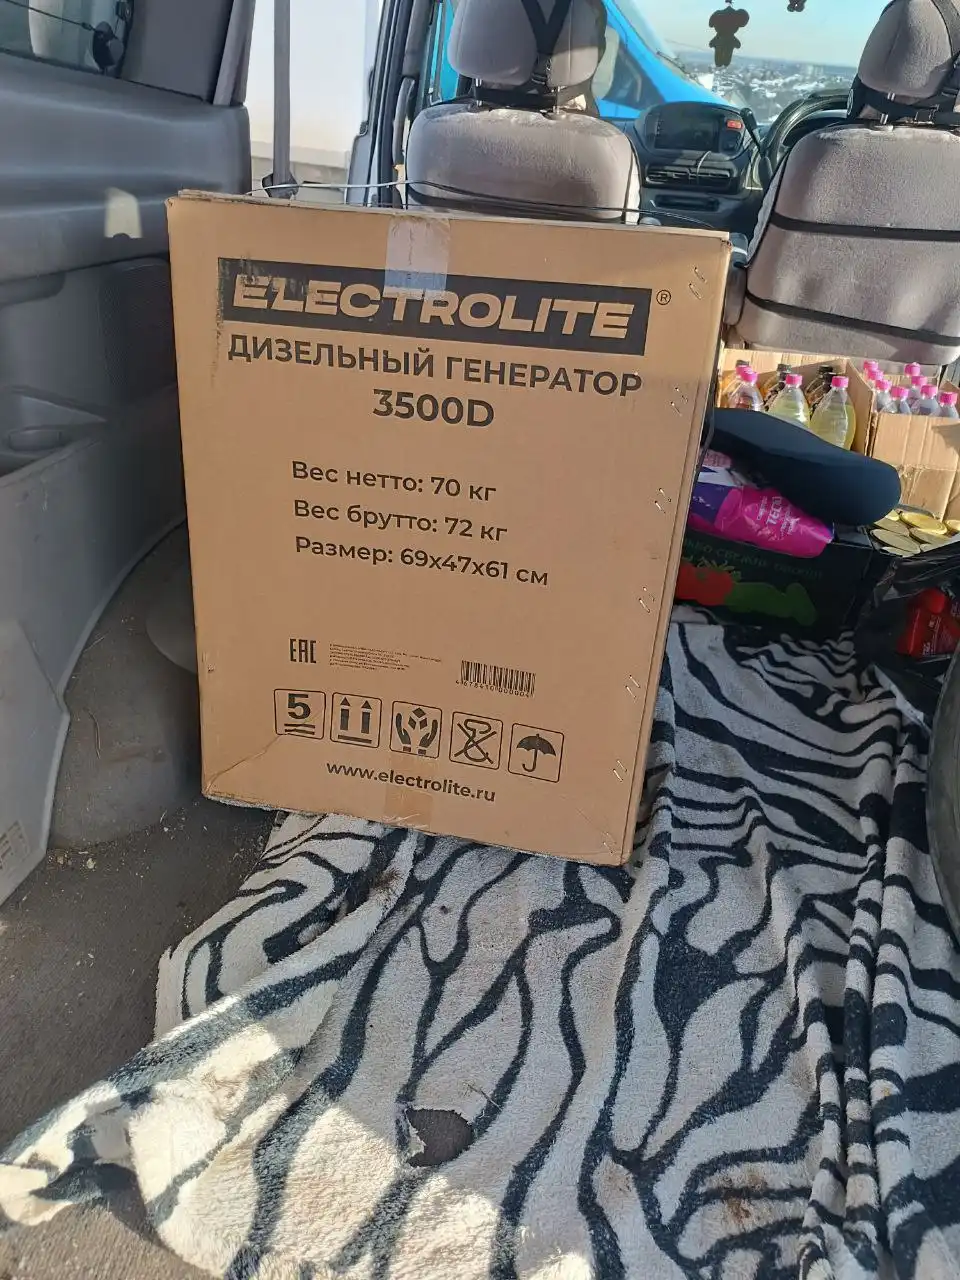 ELECTROLITE ®
ДИЗЕЛЬНЫЙ ГЕНЕРАТОР
3500D
Вес нетто: 70 кг
Вес брутто: 72 кг
Размер: 69х47х61 см
EAC
5
www.electrolite.ru